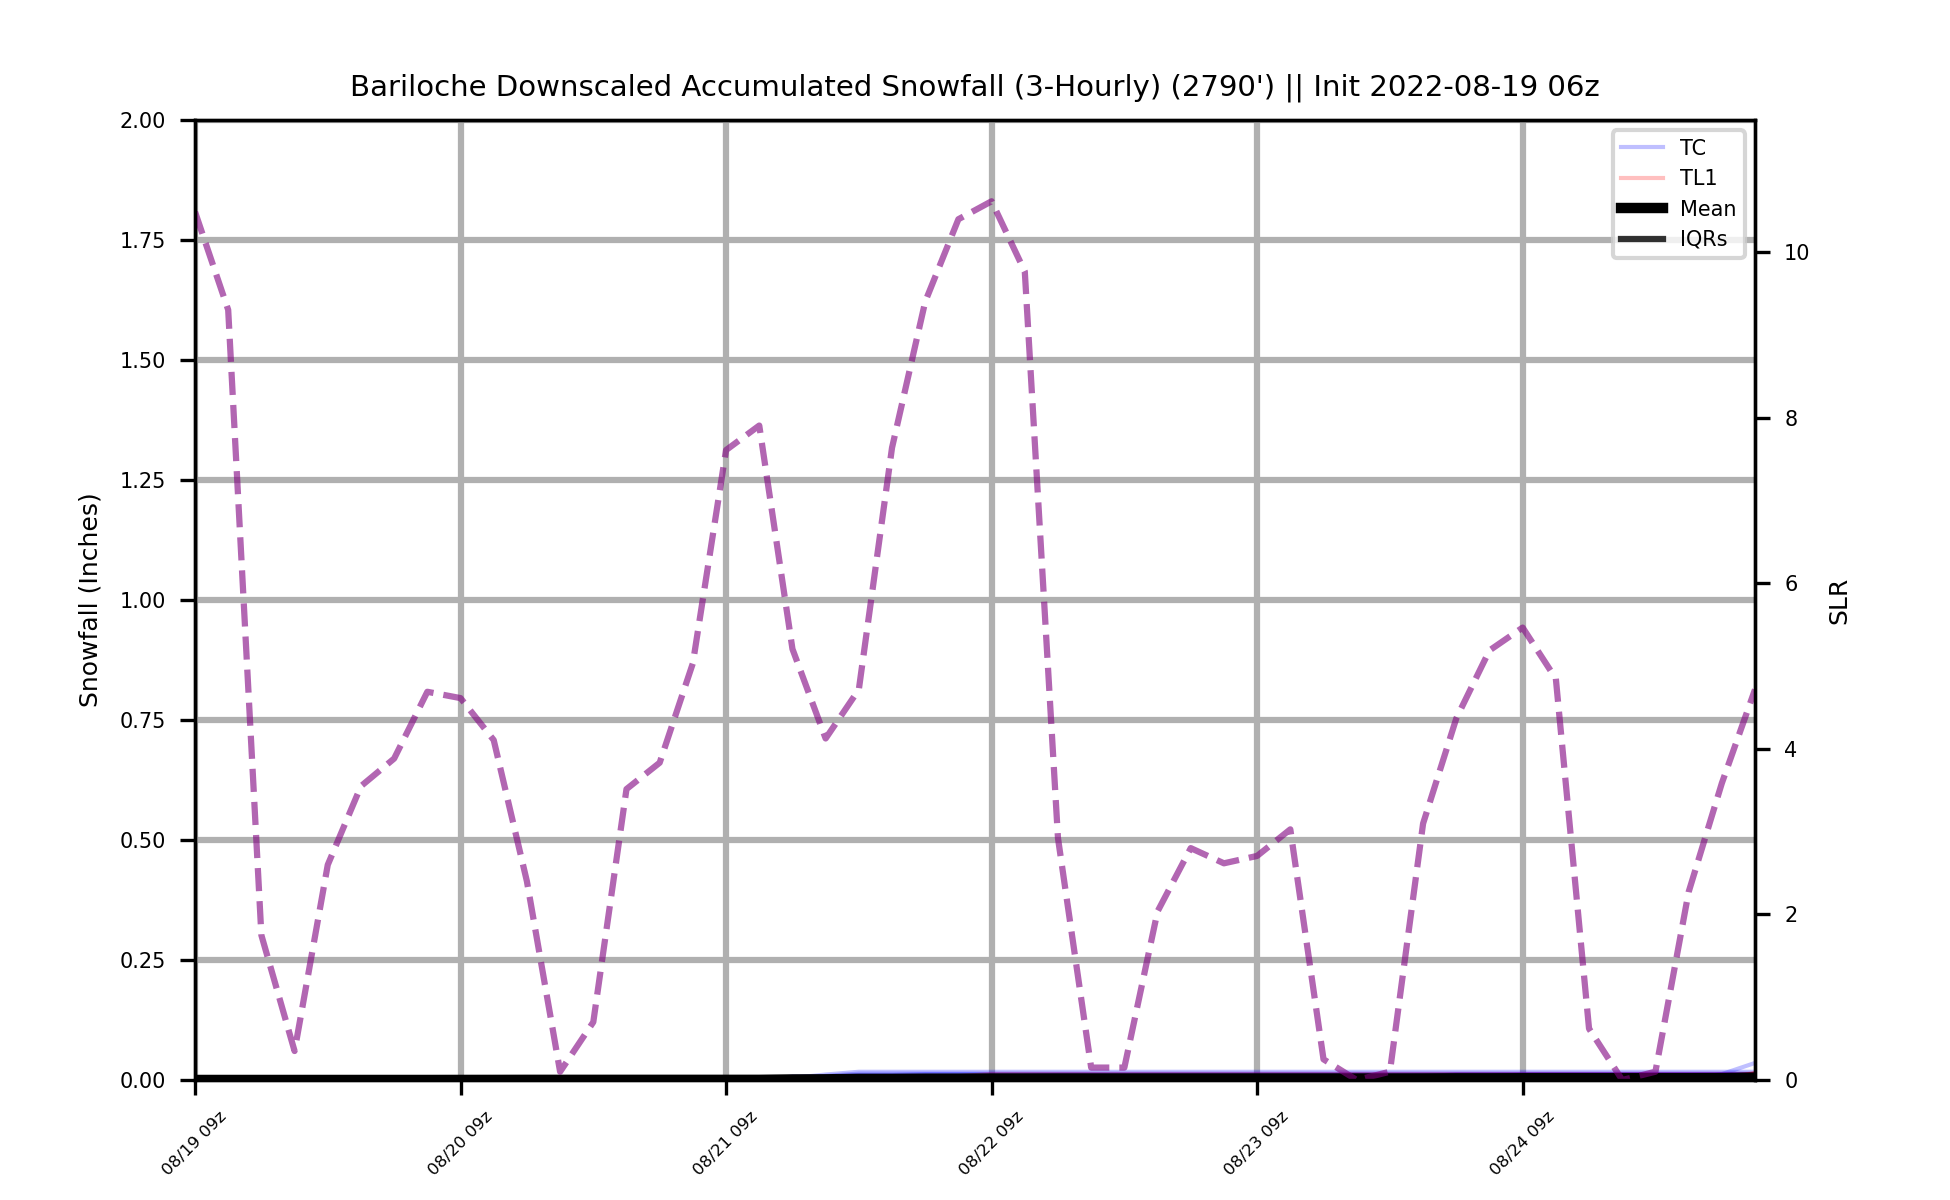 Bariloche Downscaled Accumulated Snowfall (3-Hourly) (2790') || Init 2022-08-19 06z
2.00
1.75
1.50
1.25
1.00
0.75
0.50
0.25
0.00
Snowfall (Inches)
TC
TL1
Mean
IQRs
10
8
6
4
2
0
SLR
08/19 09z
08/20 09z
08/21 09z
08/22 09z
08/23 09z
08/24 09z